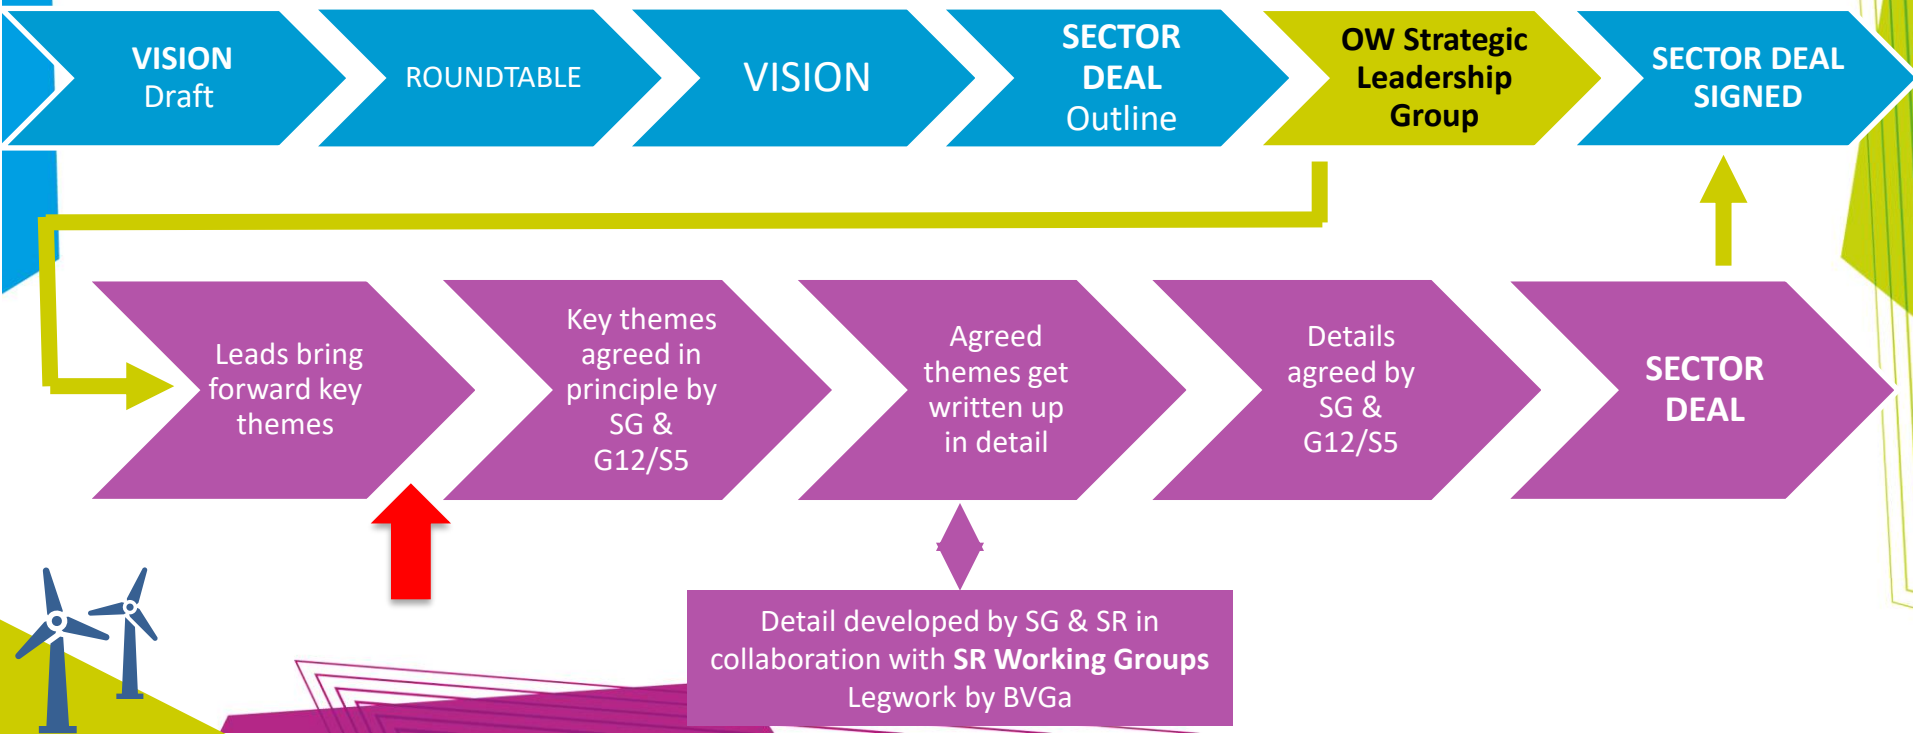 VISION
Draft
ROUNDTABLE
VISION
SECTOR
DEAL
Outline
OW Strategic
Leadership
Group
SECTOR DEAL
SIGNED
Leads bring
forward key
themes
Key themes
agreed in
principle by
SG &
G12/S5
Agreed
themes get
written up
in detail
Details
agreed by
SG &
G12/S5
SECTOR
DEAL
Detail developed by SG & SR in
collaboration with SR Working Groups
Legwork by BVGa